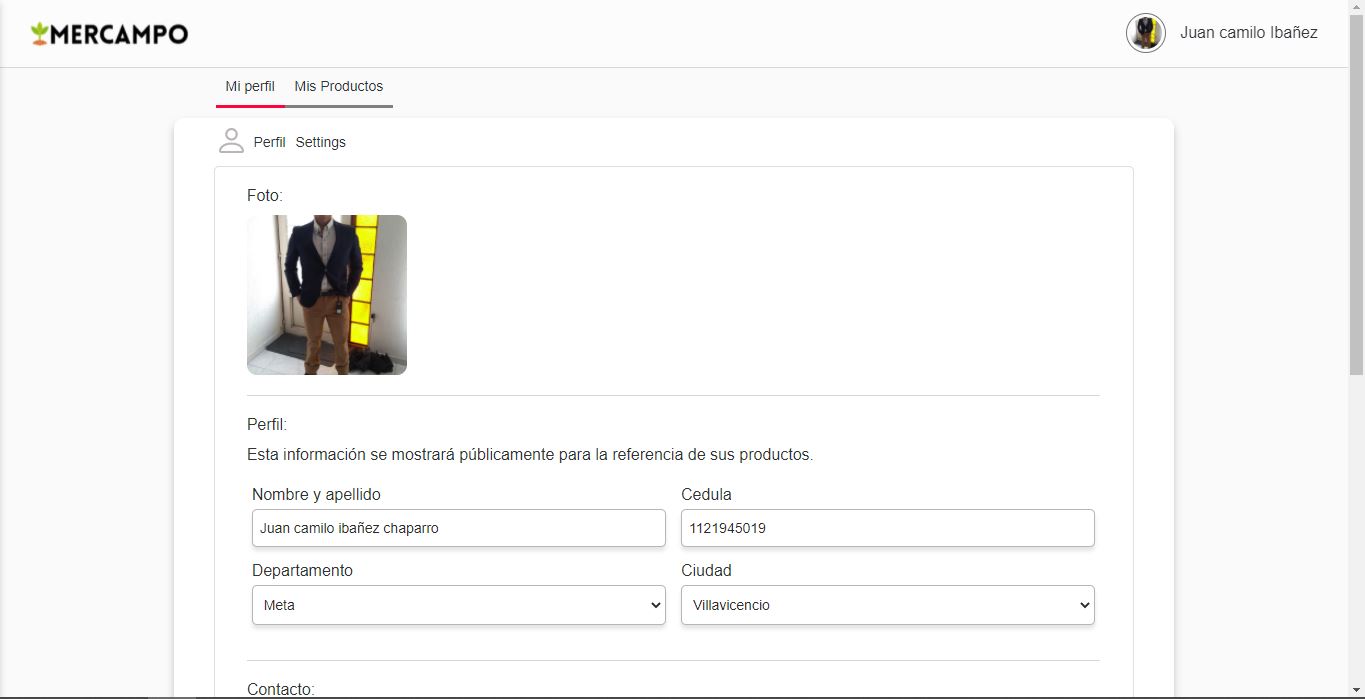 MERCAMPO
Juan camilo Ibañez
Mi perfil Mis Productos
Perfil Settings
Foto:
Perfil:
Esta información se mostrará públicamente para la referencia de sus productos.
Nombre y apellido Cedula
Juan camilo ibañez chaparro 1121945019
Departamento Ciudad
Meta Villavicencio
Contacto: